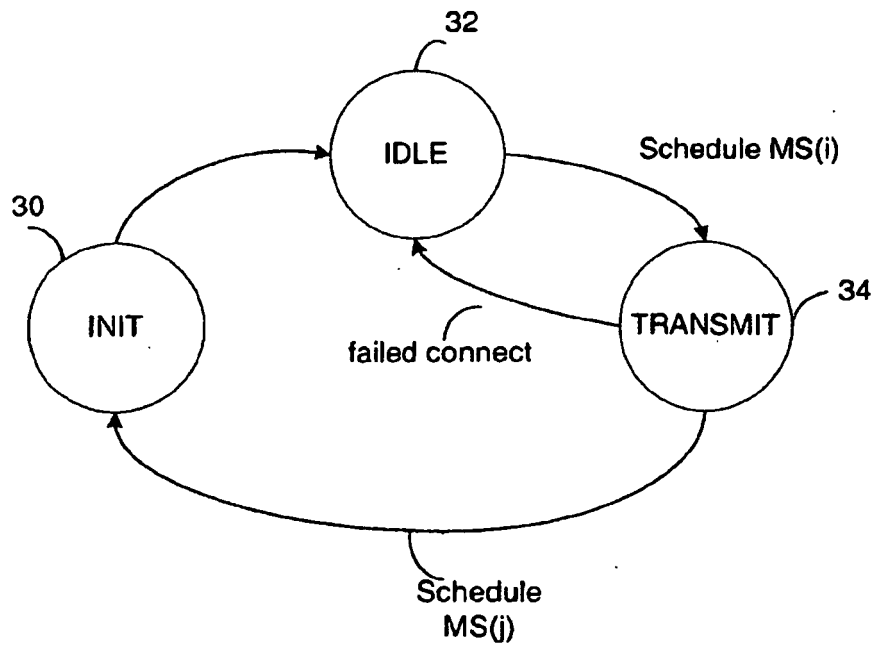 32
IDLE
Schedule MS(i)
30
INIT
34
TRANSMIT
failed connect
Schedule
MS(j)